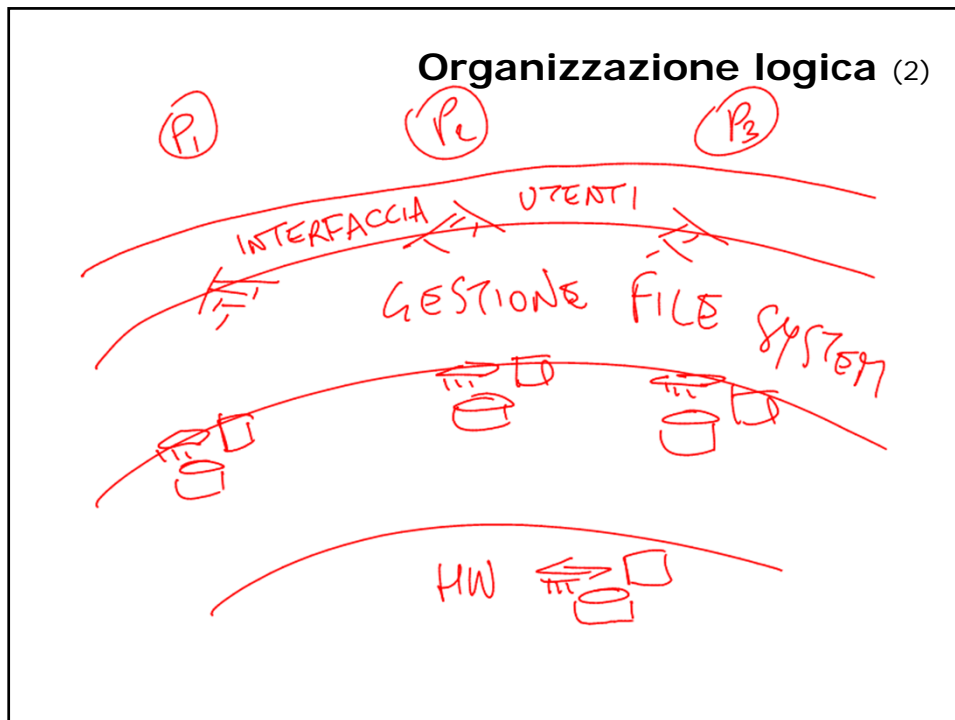 Organizzazione logica (2)
P1 P2 P3
INTERFACCIA UTENTI
GESTIONE FILE SYSTEM
HW